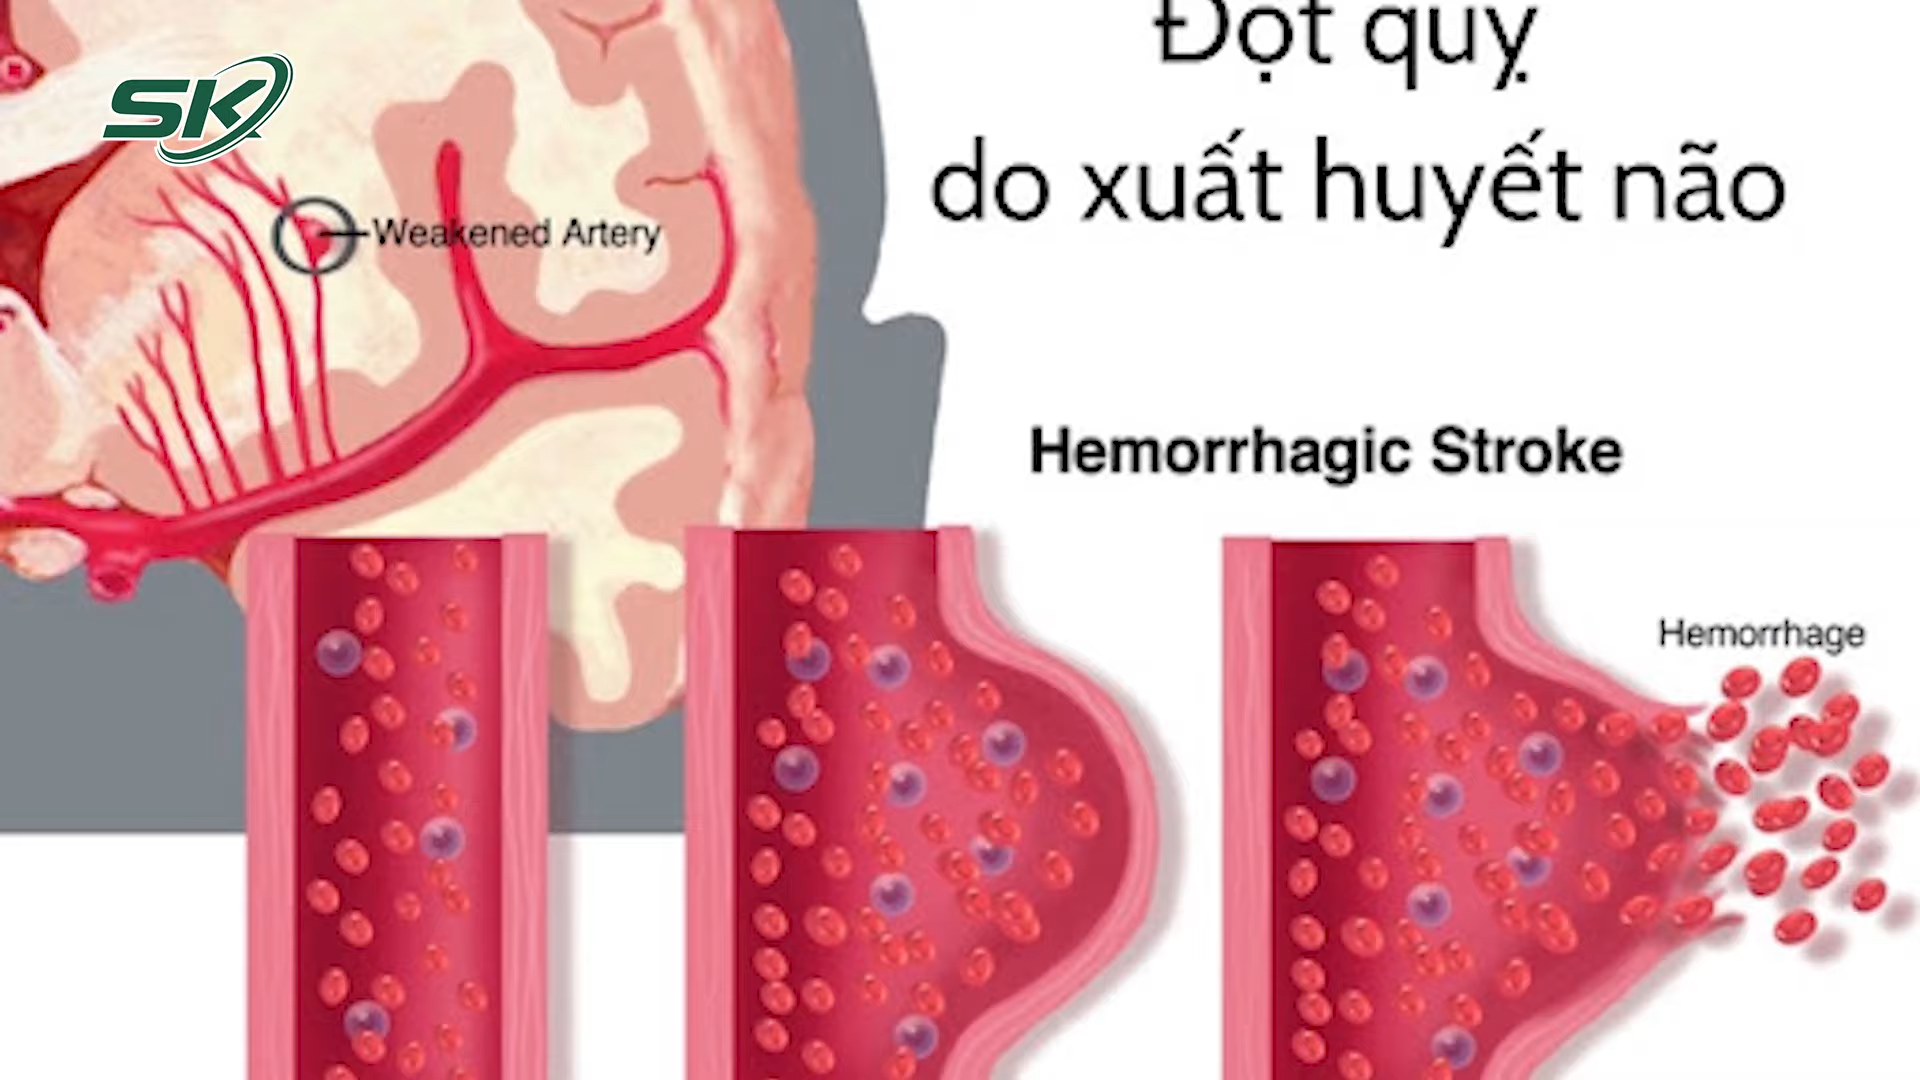 SK
Đột quỵ
do xuất huyết não
Weakened Artery
Hemorrhagic Stroke
Hemorrhage